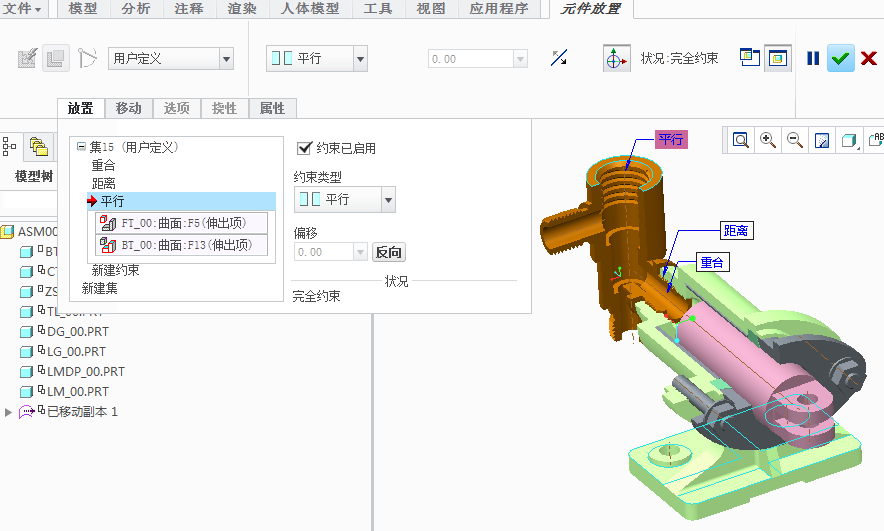 文件 模型 分析 注释 渲染 人体模型 工具 视图 应用程序 元件放置
用户定义 平行 0.00 状况:完全约束
放置 移动 选项 挠性 属性
集15 (用户定义)
重合
距离
平行
FT_00:曲面:F5(伸出项)
BT_00:曲面:F13(伸出项)
新建约束
新建集
约束已启用
约束类型
平行
偏移
0.00 反向
状况
完全约束
模型树
ASM00
BT
CT
ZS
DG_00.PRT
LG_00.PRT
LMDP_00.PRT
LM_00.PRT
已移动副本 1
平行
距离
重合
AB